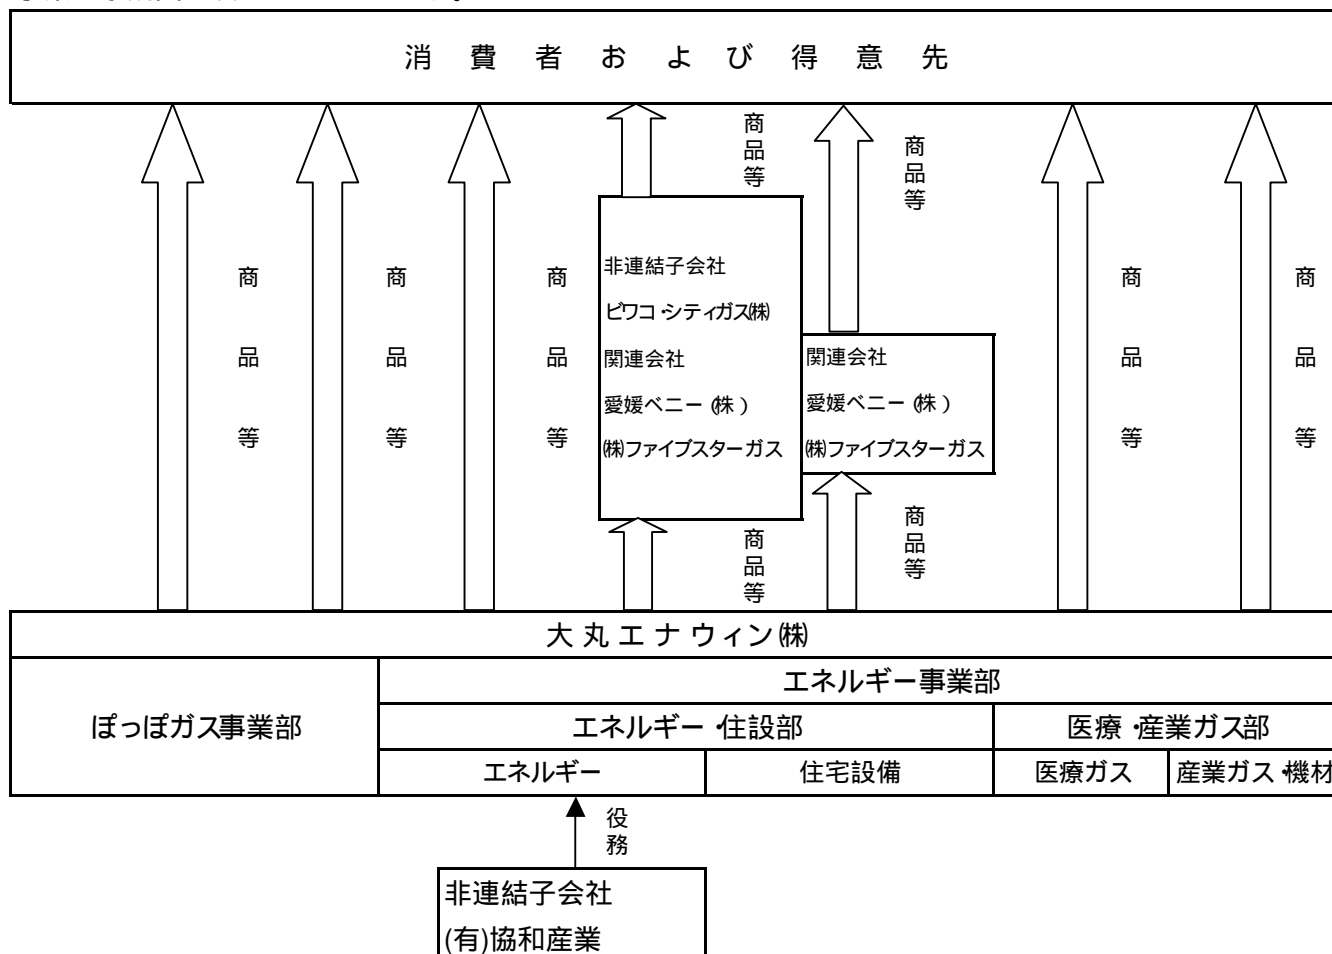 消費者および得意先
商品等
商品等
商品等
商品等
商品等
商品等
商品等
非連結子会社
ビワコ・シティガス㈱
関連会社
愛媛ベニー(株)
㈱ファイブスターガス
関連会社
愛媛ベニー(株)
㈱ファイブスターガス
商品等
商品等
大丸エナウィン㈱
ぽっぽガス事業部
エネルギー事業部
エネルギー・住設部
医療・産業ガス部
エネルギー
住宅設備
医療ガス
産業ガス・機材
役務
非連結子会社
(有)協和産業